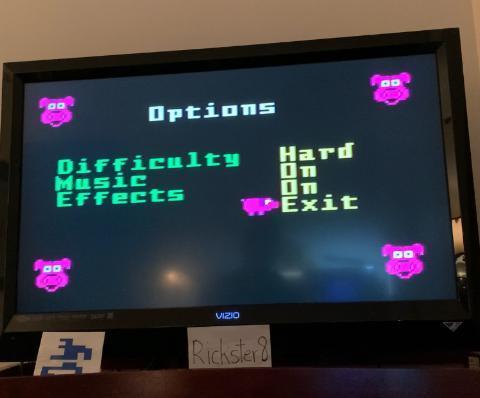 Options
Difficulty Hard
Music On
Effects On
Exit
VIZIO
Richster8